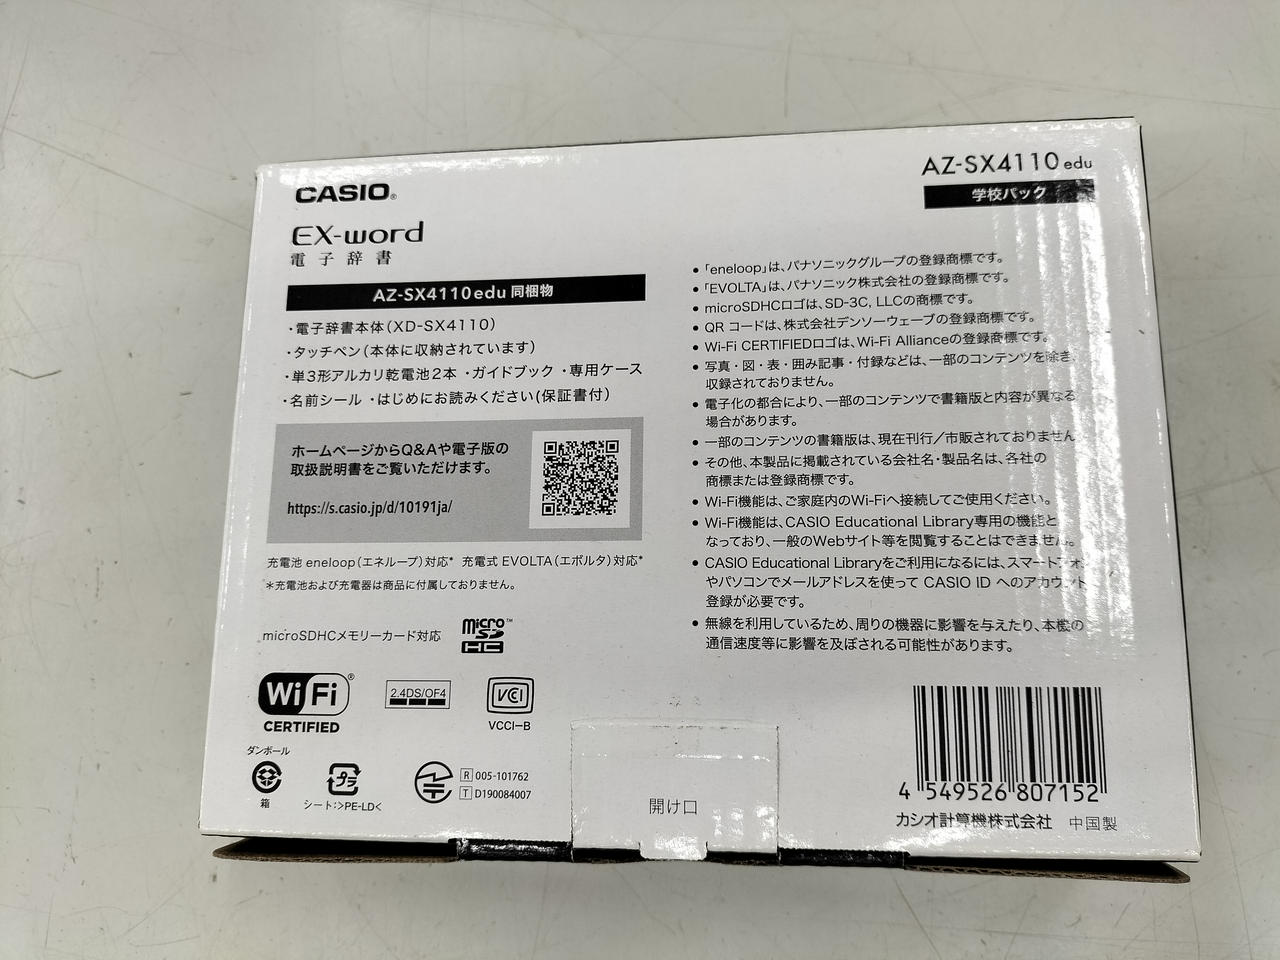 CASIO®
EX-word
電子辞書
AZ-SX4110edu 同梱物
・電子辞書本体(XD-SX4110)
・タッチペン(本体に収納されています)
・単3形アルカリ乾電池2本 ・ガイドブック ・専用ケース
・名前シール ・はじめにお読みください(保証書付)
ホームページからQ&Aや電子版の
取扱説明書をご覧いただけます。
https://s.casio.jp/d/10191ja/
充電池 eneloop(エネループ)対応* 充電式 EVOLTA(エボルタ)対応*
*充電池および充電器は商品に付属しておりません。
microSDHCメモリーカード対応
micro™
SD
HC
Wi Fi®
CERTIFIED
2.4DS/OF4
VCCI
VCCI-B
ダンボール
箱
プラ
シート:>PE-LD<
R 005-101762
T D190084007
AZ-SX4110edu
学校パック
●「eneloop」は、パナソニックグループの登録商標です。
●「EVOLTA」は、パナソニック株式会社の登録商標です。
● microSDHCロゴは、SD-3C, LLCの商標です。
● QR コードは、株式会社デンソーウェーブの登録商標です。
● Wi-Fi CERTIFIEDロゴは、Wi-Fi Allianceの登録商標です。
● 写真・図・表・囲み記事・付録などは、一部のコンテンツを除き、
収録されておりません。
● 電子化の都合により、一部のコンテンツで書籍版と内容が異なる
場合があります。
● 一部のコンテンツの書籍版は、現在刊行/市販されておりません。
● その他、本製品に掲載されている会社名・製品名は、各社の
商標または登録商標です。
● Wi-Fi機能は、ご家庭内のWi-Fiへ接続してご使用ください。
● Wi-Fi機能は、CASIO Educational Library専用の機能と
なっており、一般のWebサイト等を閲覧することはできません。
● CASIO Educational Libraryをご利用になるには、スマートフォン
やパソコンでメールアドレスを使って CASIO ID へのアカウント
登録が必要です。
● 無線を利用しているため、周りの機器に影響を与えたり、本機の
通信速度等に影響を及ぼされる可能性があります。
4 549526 807152
カシオ計算機株式会社 中国製
開け口